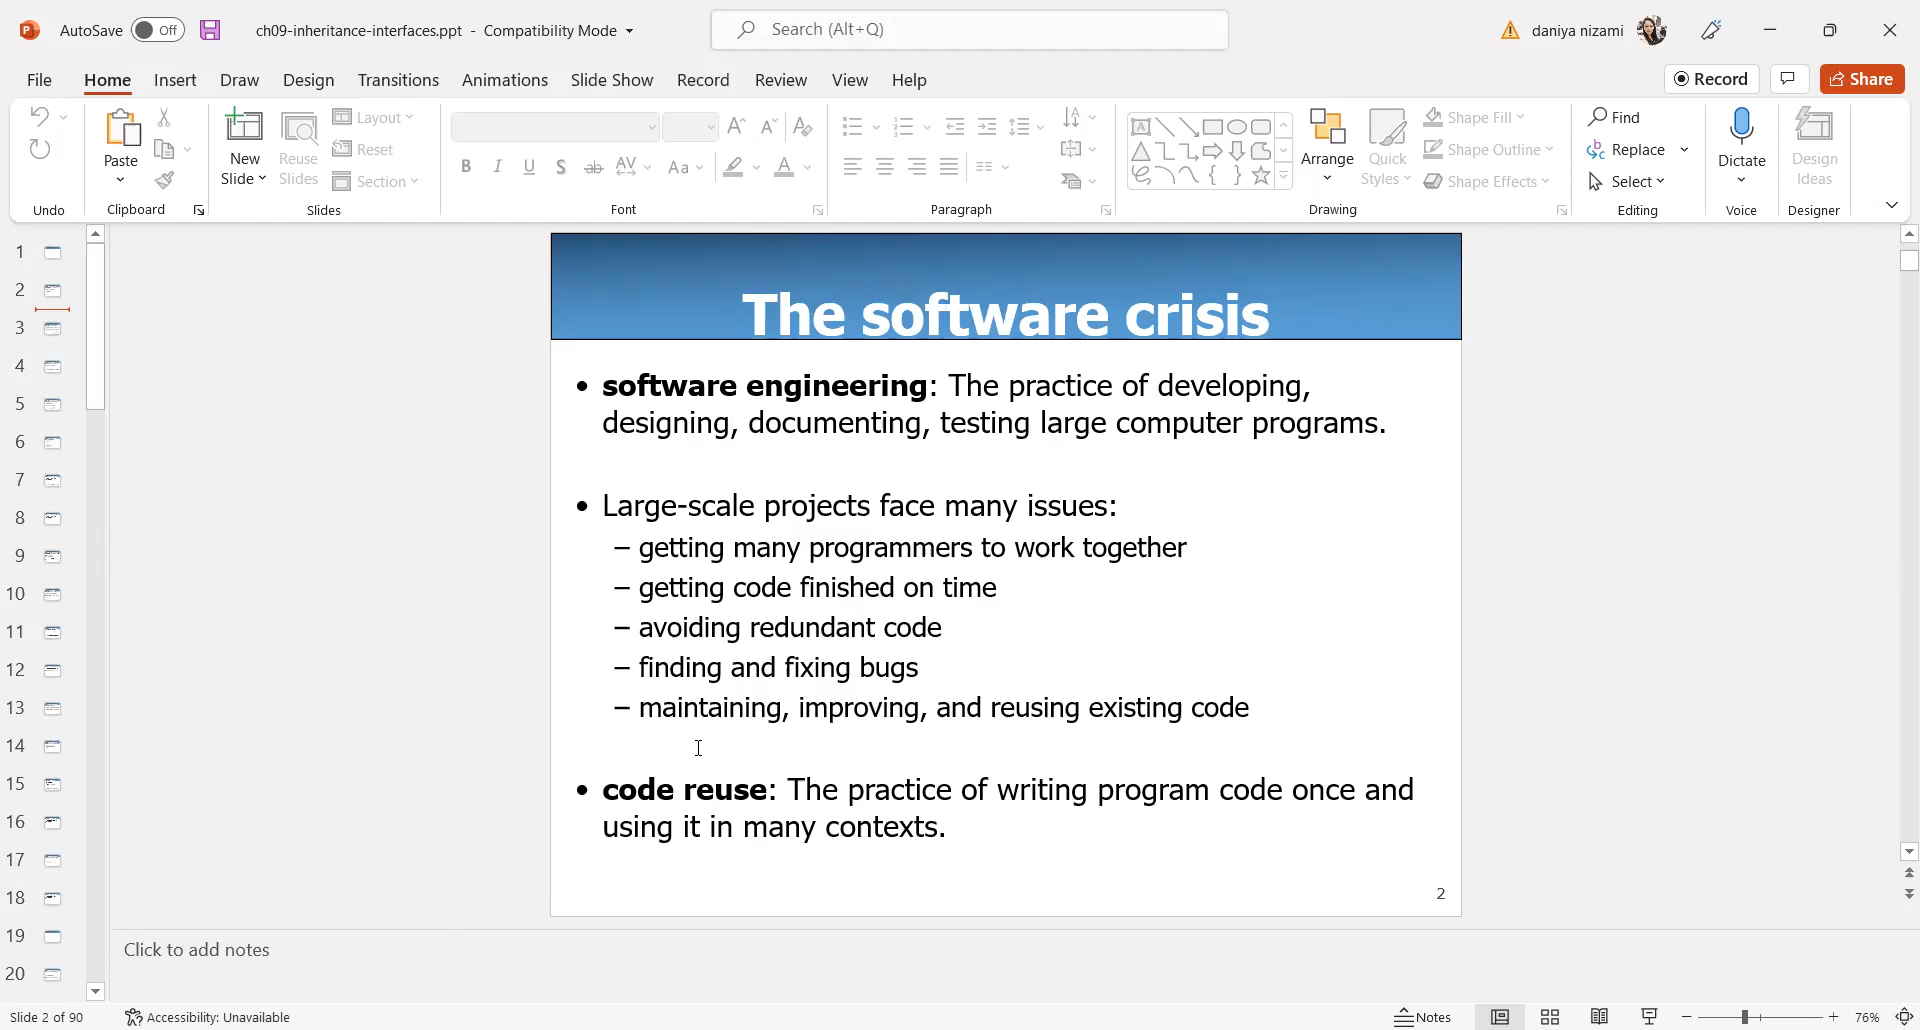 AutoSave Off ch09-inheritance-interfaces.ppt - Compatibility Mode Search (Alt+Q) daniya nizami
File Home Insert Draw Design Transitions Animations Slide Show Record Review View Help Record Share
Paste
New Slide
Reuse Slides
Layout
Reset
Section
B I U S ab AV Aa A
Arrange
Quick Styles
Shape Fill
Shape Outline
Shape Effects
Find
Replace
Select
Dictate
Design Ideas
Undo Clipboard Slides Font Paragraph Drawing Editing Voice Designer
1
2
3
4
5
6
7
8
9
10
11
12
13
14
15
16
17
18
19
20
The software crisis
• software engineering: The practice of developing,
designing, documenting, testing large computer programs.
• Large-scale projects face many issues:
– getting many programmers to work together
– getting code finished on time
– avoiding redundant code
– finding and fixing bugs
– maintaining, improving, and reusing existing code
• code reuse: The practice of writing program code once and
using it in many contexts.
2
Click to add notes
Slide 2 of 90 Accessibility: Unavailable Notes 76%